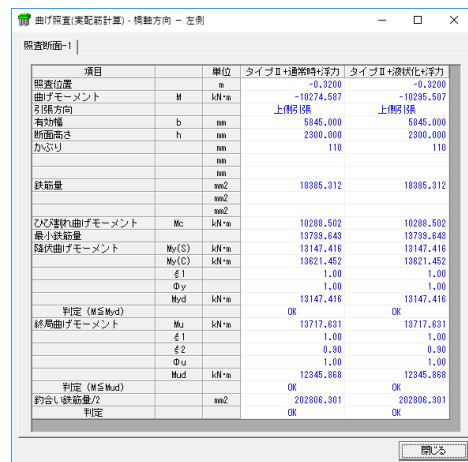 曲げ照査(実配筋計算) - 橋軸方向 - 左側
照査断面-1
項目 単位 タイプⅡ+通常時+浮力 タイプⅡ+液状化+浮力
照査位置 m -0.3200 -0.3200
曲げモーメント M kN・m -10274.587 -10295.507
引張方向 上側引張 上側引張
有効幅 b mm 5845.000 5845.000
断面高さ h mm 2300.000 2300.000
かぶり mm 110 110
mm
mm
鉄筋量 mm2 18385.312 18385.312
mm2
mm2
ひび割れ曲げモーメント Mc kN・m 10288.502 10288.502
最小鉄筋量 13739.643 13739.643
降伏曲げモーメント My(S) kN・m 13147.416 13147.416
My(C) kN・m 13621.452 13621.452
ξ1 1.00 1.00
Φy 1.00 1.00
Myd kN・m 13147.416 13147.416
判定 (M≦Myd) OK OK
終局曲げモーメント Mu kN・m 13717.631 13717.631
ξ1 1.00 1.00
ξ2 0.90 0.90
Φu 1.00 1.00
Mud kN・m 12345.868 12345.868
判定 (M≦Mud) OK OK
釣合い鉄筋量/2 mm2 202806.301 202806.301
判定 OK OK
閉じる